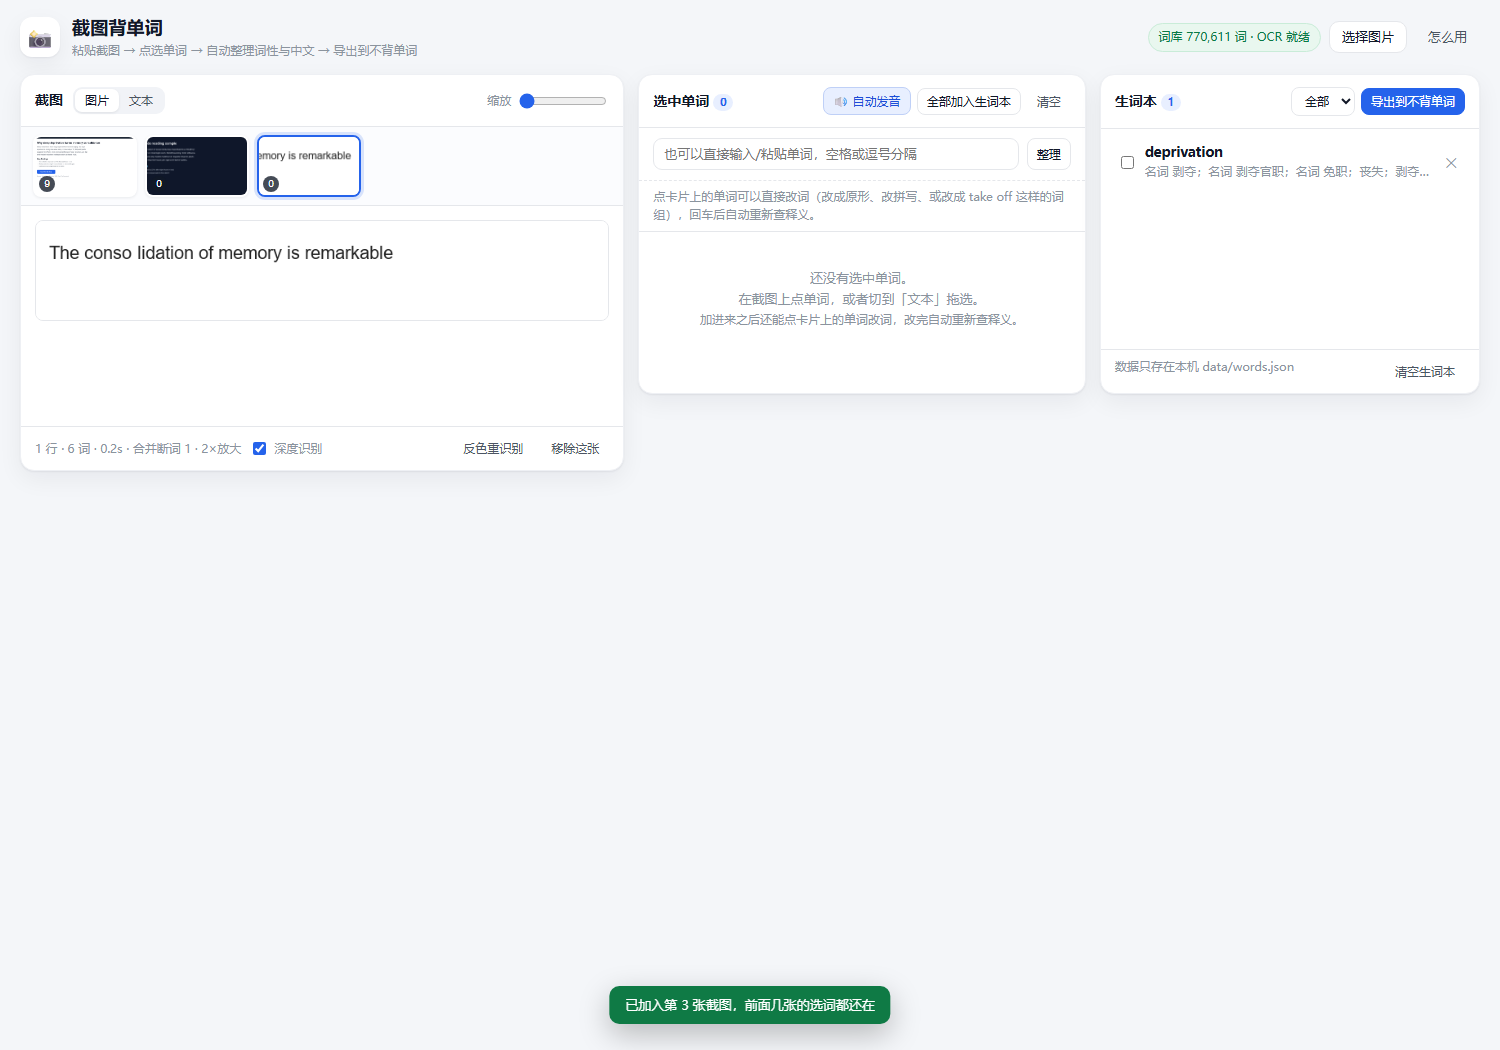 截图背单词
粘贴截图 → 点选单词 → 自动整理词性与中文 → 导出到不背单词
词库 770,611 词 · OCR 就绪
选择图片
怎么用
截图
图片
文本
缩放
9
0
emory is remarkable
0
The conso lidation of memory is remarkable
1 行 · 6 词 · 0.2s · 合并断词 1 · 2×放大
深度识别
反色重识别
移除这张
选中单词 0
自动发音
全部加入生词本
清空
也可以直接输入/粘贴单词，空格或逗号分隔
整理
点卡片上的单词可以直接改词（改成原形、改拼写、或改成 take off 这样的词
组），回车后自动重新查释义。
还没有选中单词。
在截图上点单词，或者切到「文本」拖选。
加进来之后还能点卡片上的单词改词，改完自动重新查释义。
生词本 1
全部
导出到不背单词
deprivation
名词 剥夺；名词 剥夺官职；名词 免职；丧失；剥夺...
数据只存在本机 data/words.json
清空生词本
已加入第 3 张截图，前面几张的选词都还在